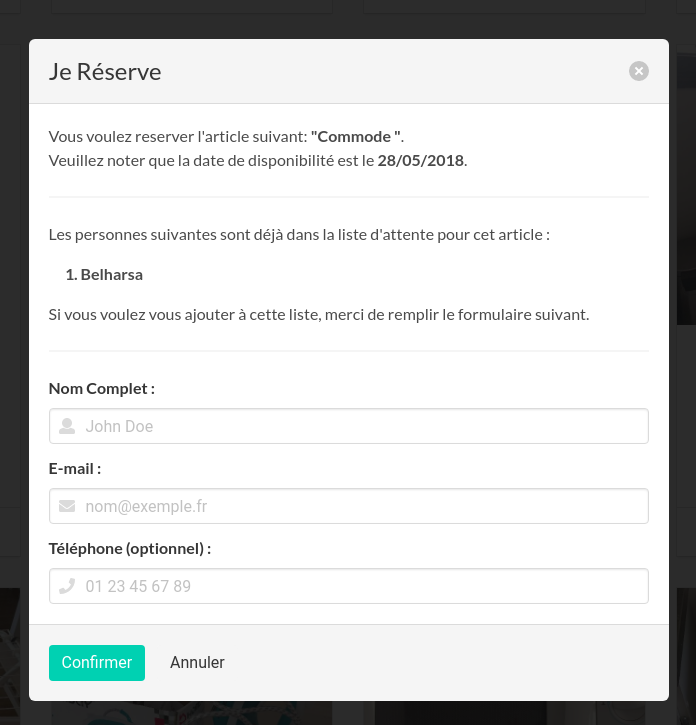 Je Réserve
Vous voulez reserver l'article suivant: "Commode ".
Veuillez noter que la date de disponibilité est le 28/05/2018.
Les personnes suivantes sont déjà dans la liste d'attente pour cet article :
1. Belharsa
Si vous voulez vous ajouter à cette liste, merci de remplir le formulaire suivant.
Nom Complet :
John Doe
E-mail :
nom@exemple.fr
Téléphone (optionnel) :
01 23 45 67 89
Confirmer
Annuler